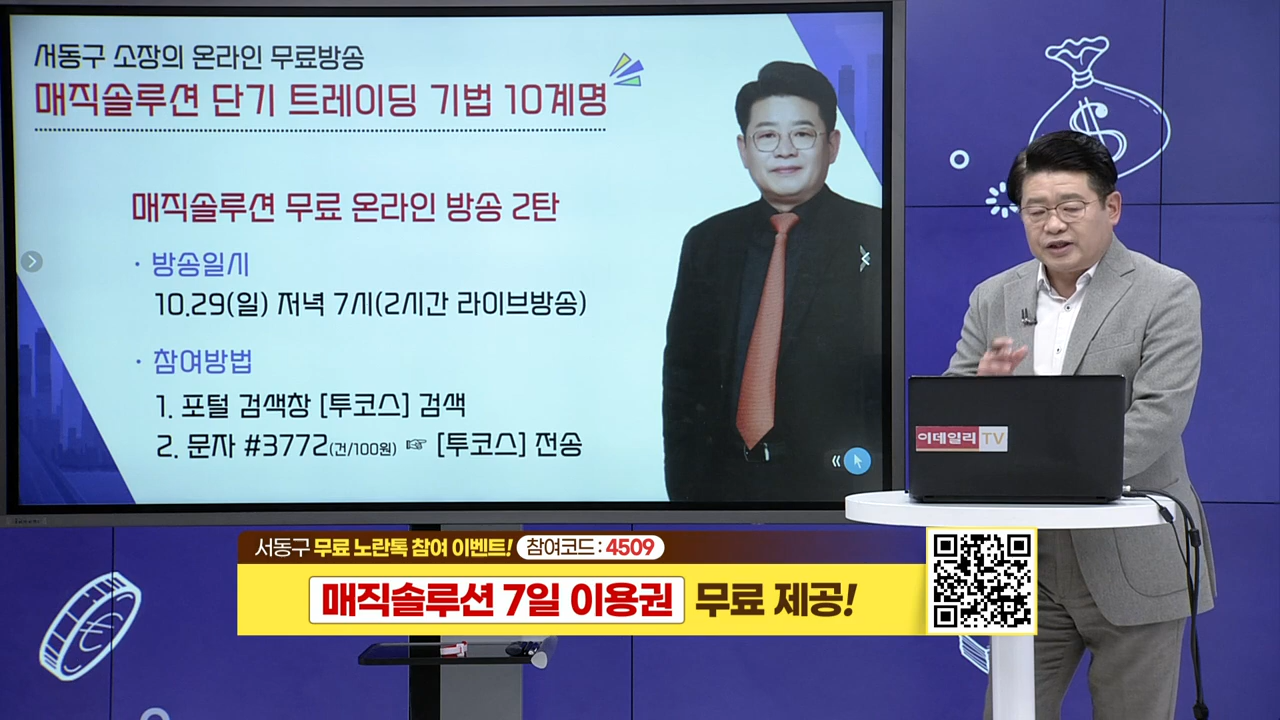 서동구 소장의 온라인 무료방송
매직솔루션 단기 트레이딩 기법 10계명
매직솔루션 무료 온라인 방송 2탄
· 방송일시
10.29(일) 저녁 7시(2시간 라이브방송)
· 참여방법
1. 포털 검색창 [투코스] 검색
2. 문자 #3772(건/100원) ☞ [투코스] 전송
이데일리 TV
서동구 무료 노란톡 참여 이벤트! 참여코드 : 4509
매직솔루션 7일 이용권 무료 제공!